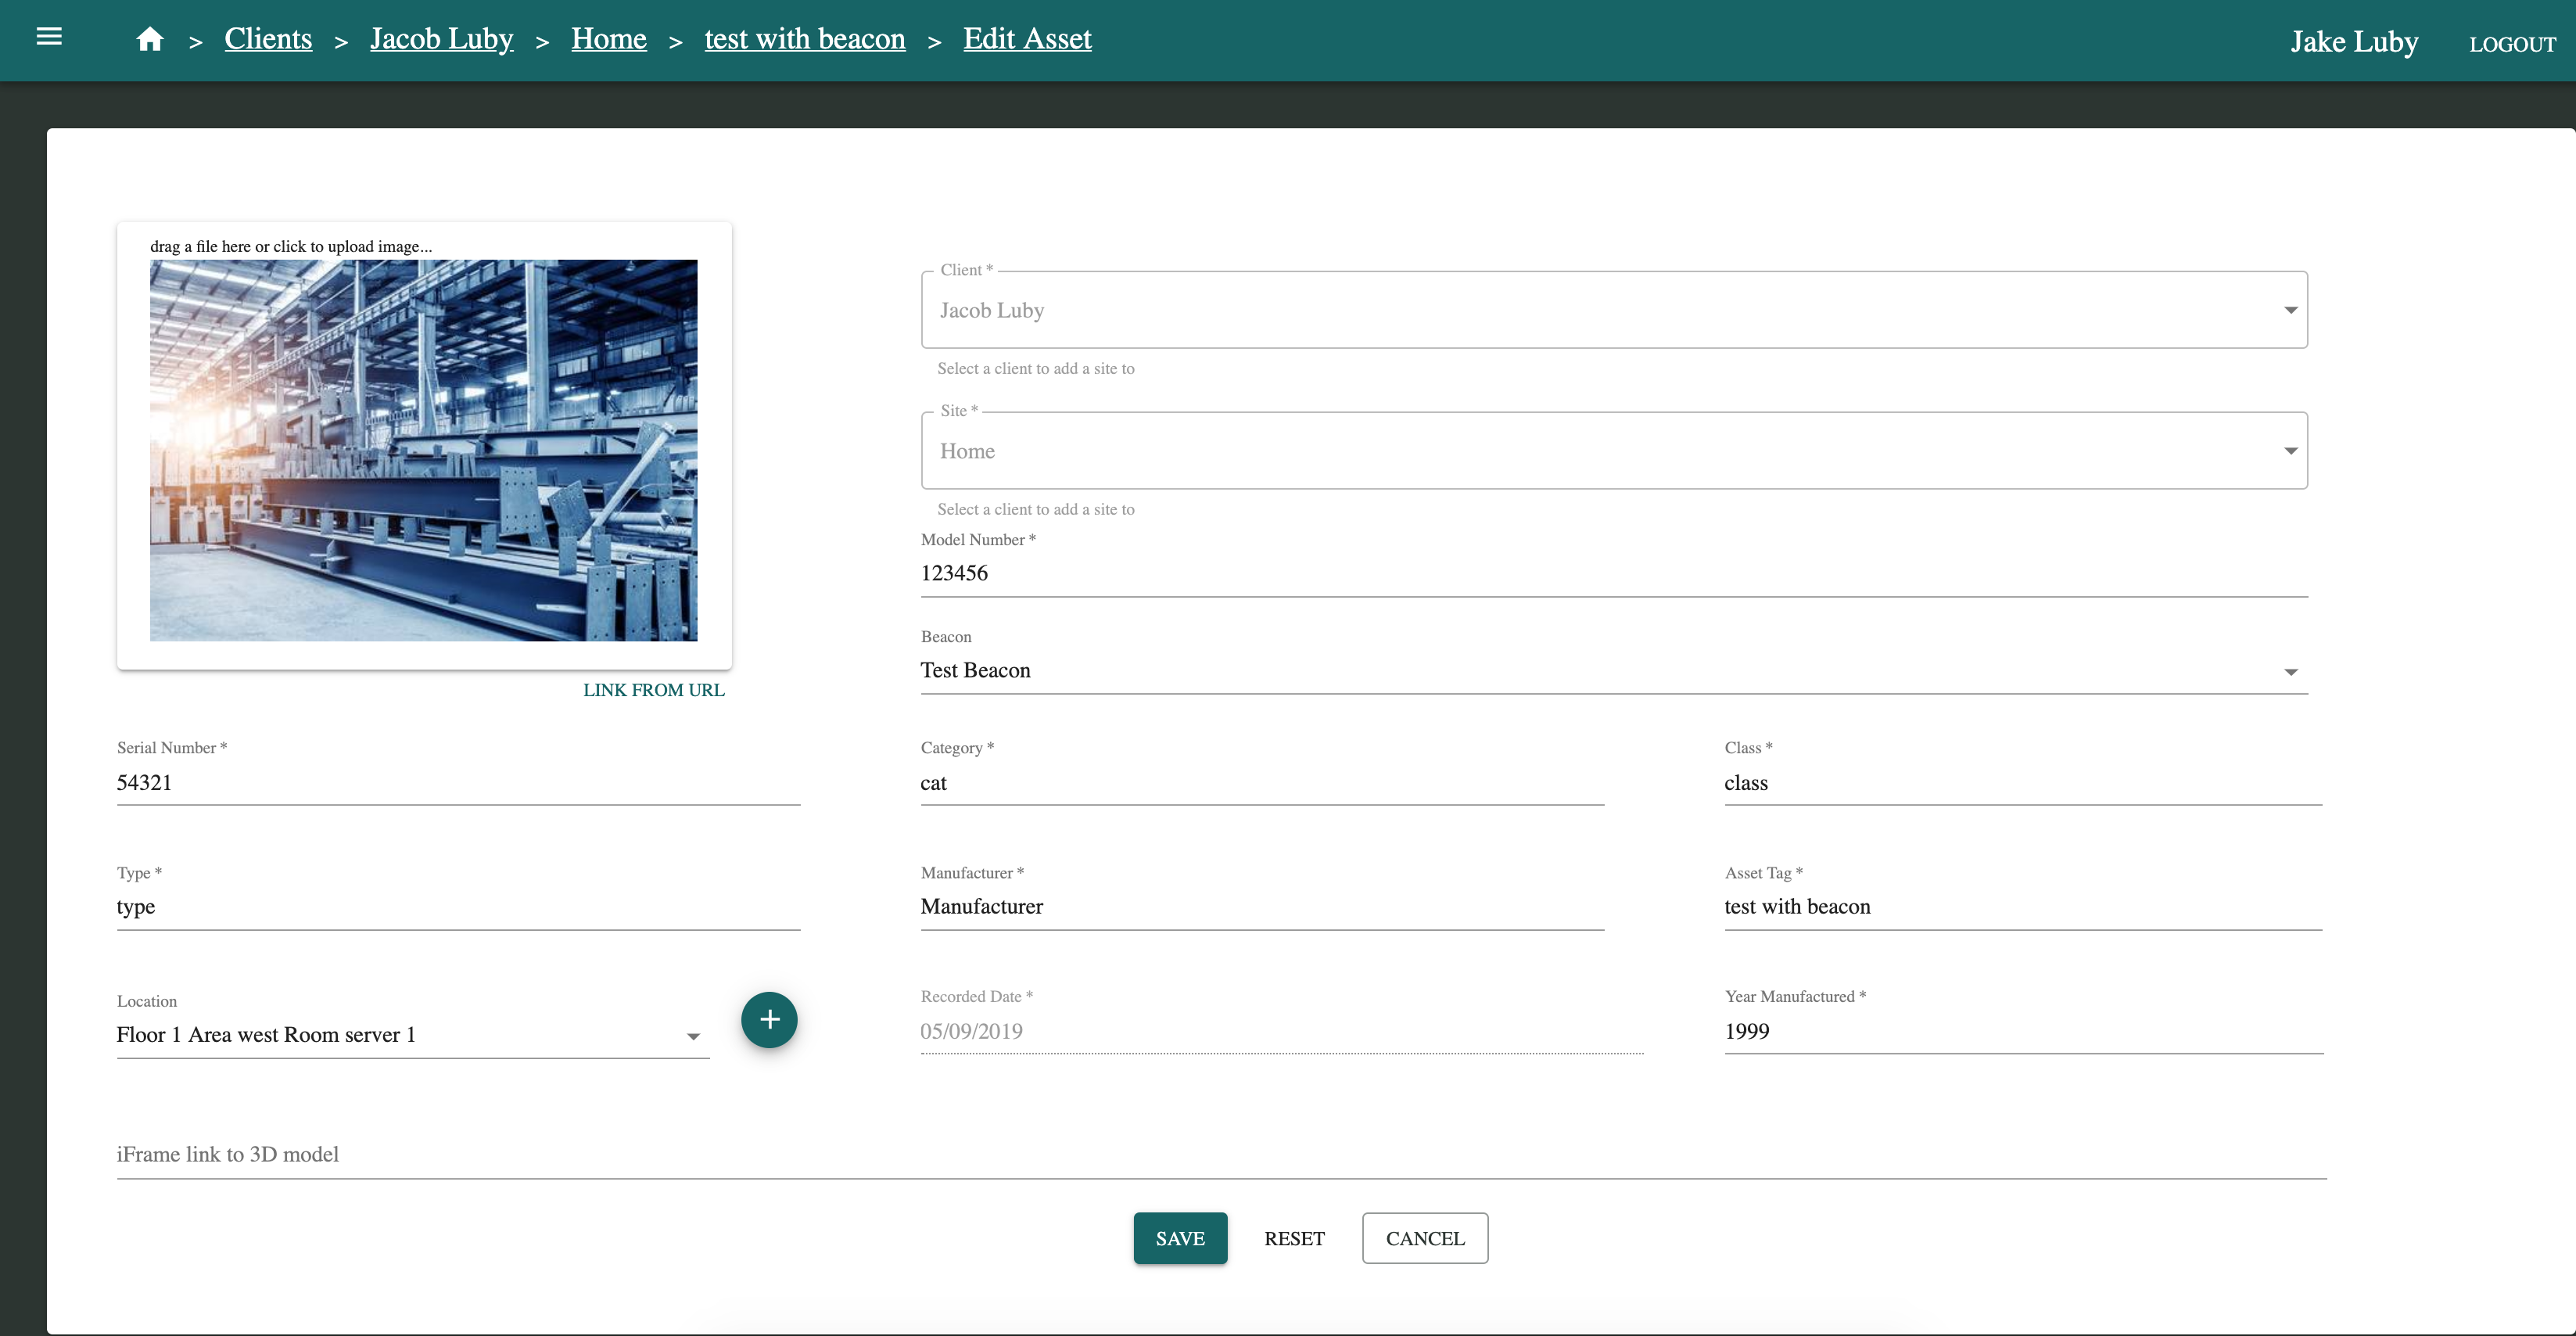 > Clients > Jacob Luby > Home > test with beacon > Edit Asset
Jake Luby LOGOUT
drag a file here or click to upload image...
LINK FROM URL
Client *
Jacob Luby
Select a client to add a site to
Site *
Home
Select a client to add a site to
Model Number *
123456
Beacon
Test Beacon
Serial Number *
54321
Category *
cat
Class *
class
Type *
type
Manufacturer *
Manufacturer
Asset Tag *
test with beacon
Location
Floor 1 Area west Room server 1
+
Recorded Date *
05/09/2019
Year Manufactured *
1999
iFrame link to 3D model
SAVE RESET CANCEL